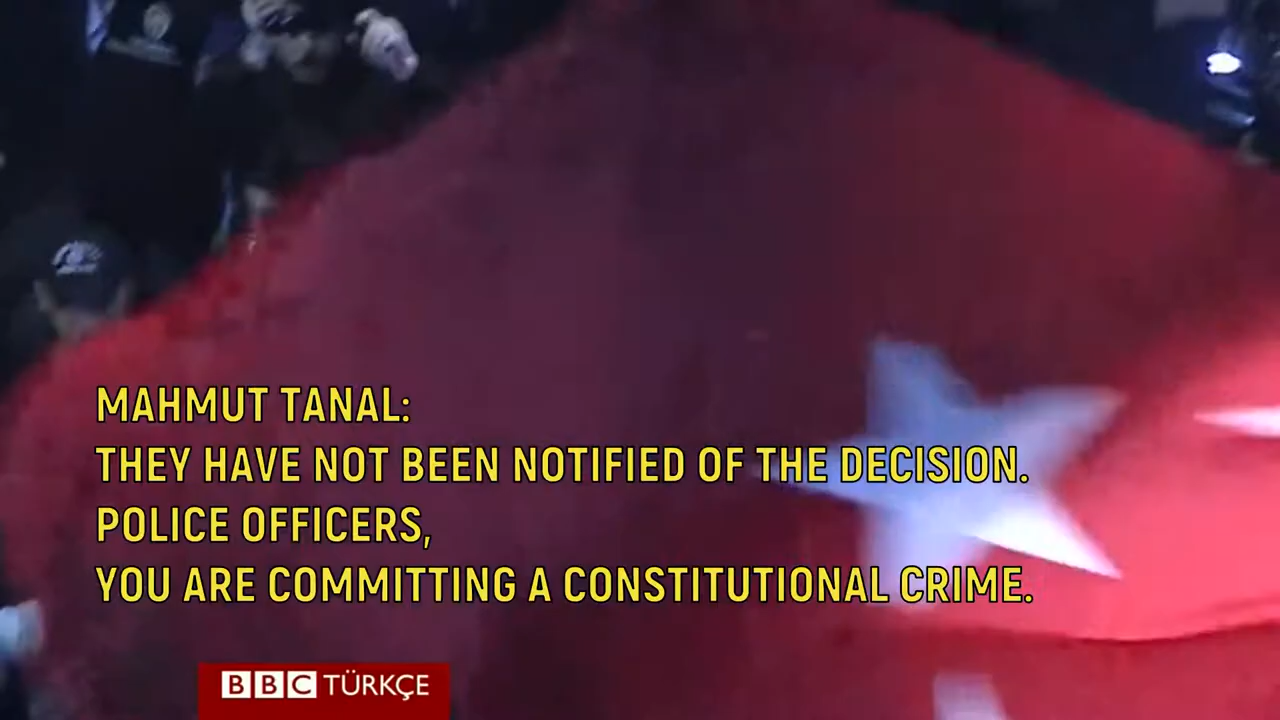 MAHMUT TANAL:
THEY HAVE NOT BEEN NOTIFIED OF THE DECISION.
POLICE OFFICERS,
YOU ARE COMMITTING A CONSTITUTIONAL CRIME.
BBC TÜRKÇE